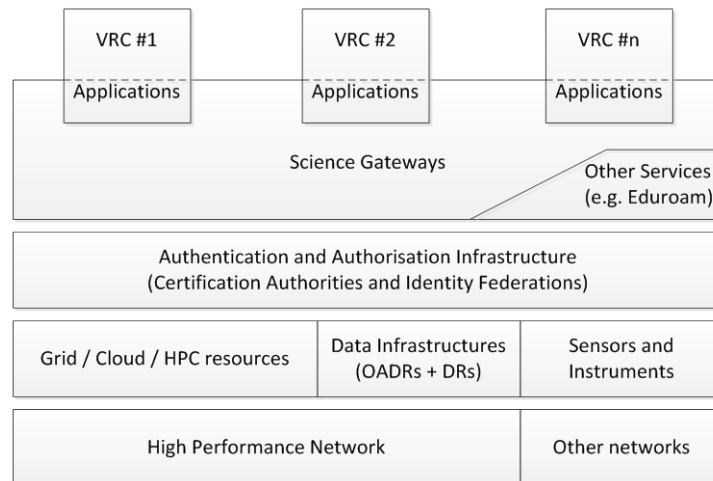 VRC #1
VRC #2
VRC #n
Applications
Applications
Applications
Science Gateways
Other Services
(e.g. Eduroam)
Authentication and Authorisation Infrastructure
(Certification Authorities and Identity Federations)
Grid / Cloud / HPC resources
Data Infrastructures
(OADRs + DRs)
Sensors and
Instruments
High Performance Network
Other networks